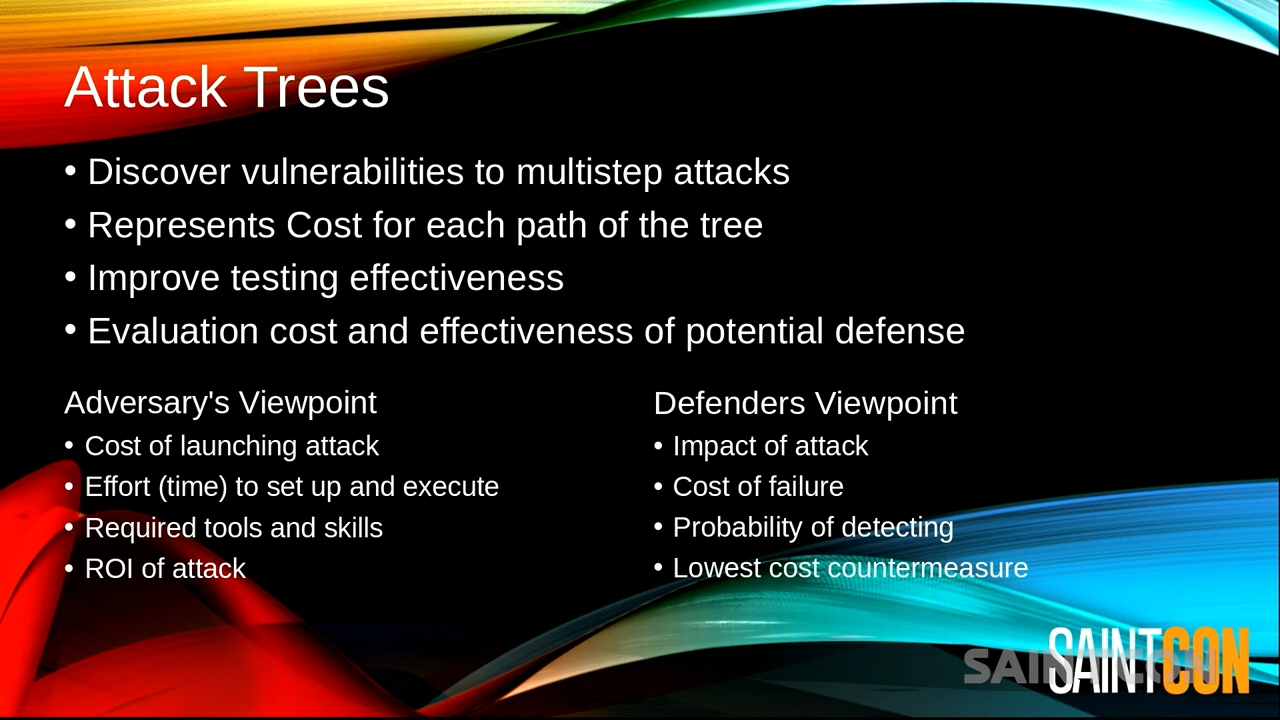 Attack Trees
• Discover vulnerabilities to multistep attacks
• Represents Cost for each path of the tree
• Improve testing effectiveness
• Evaluation cost and effectiveness of potential defense
Adversary's Viewpoint
• Cost of launching attack
• Effort (time) to set up and execute
• Required tools and skills
• ROI of attack
Defenders Viewpoint
• Impact of attack
• Cost of failure
• Probability of detecting
• Lowest cost countermeasure
SAINTCON
SAINTCON